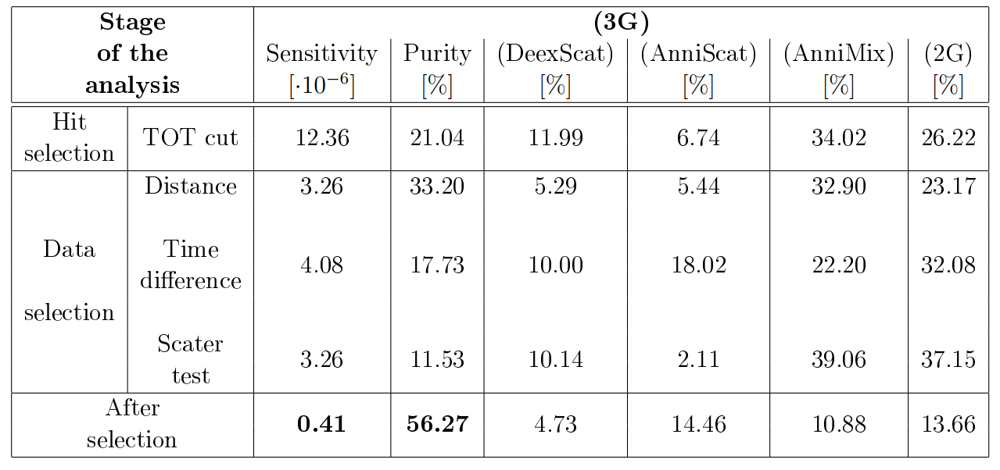 Stage of the analysis (3G)
Sensitivity [·10⁻⁶] Purity [%] (DeexScat) [%] (AnniScat) [%] (AnniMix) [%] (2G) [%]
Hit selection TOT cut 12.36 21.04 11.99 6.74 34.02 26.22
Data selection Distance 3.26 33.20 5.29 5.44 32.90 23.17
Time difference 4.08 17.73 10.00 18.02 22.20 32.08
Scater test 3.26 11.53 10.14 2.11 39.06 37.15
After selection 0.41 56.27 4.73 14.46 10.88 13.66